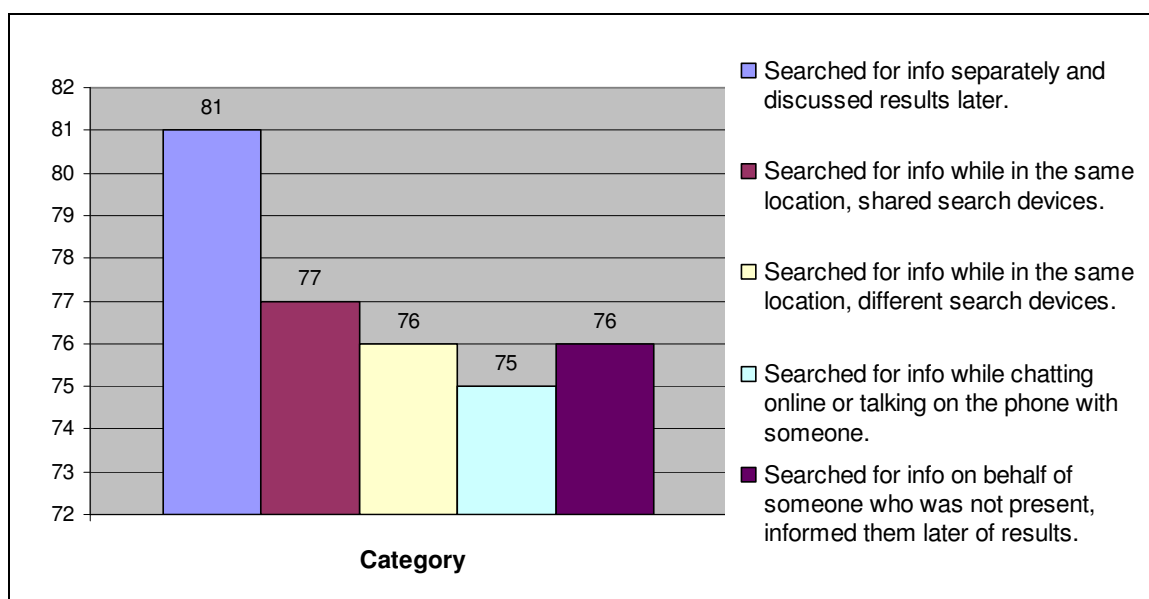 82
81
80
79
78
77
76
75
74
73
72
81
77
76
75
76
Category
Searched for info separately and
discussed results later.
Searched for info while in the same
location, shared search devices.
Searched for info while in the same
location, different search devices.
Searched for info while chatting
online or talking on the phone with
someone.
Searched for info on behalf of
someone who was not present,
informed them later of results.